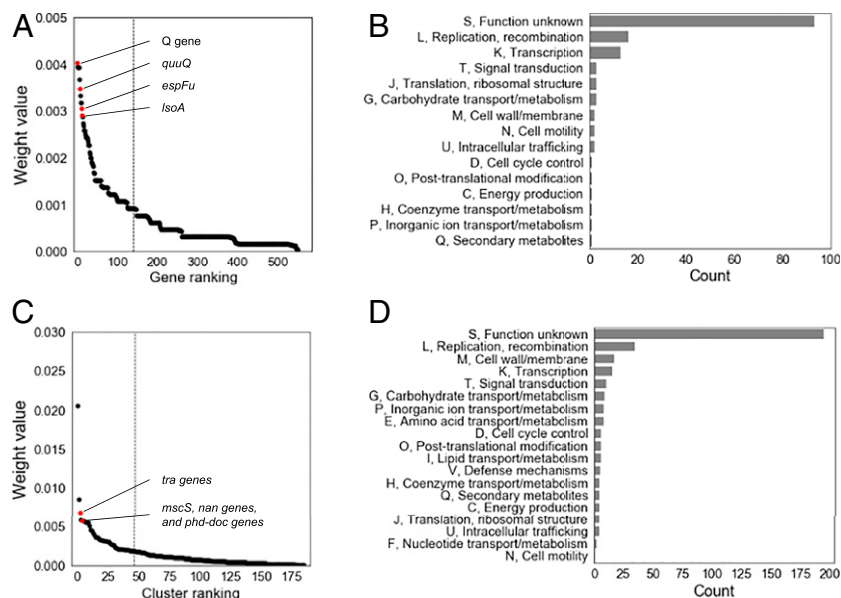 A
0.005
0.004
0.003
0.002
0.001
0.000
Weight value
Q gene
quuQ
espFu
lsoA
0 100 200 300 400 500
Gene ranking
B
S, Function unknown
L, Replication, recombination
K, Transcription
T, Signal transduction
J, Translation, ribosomal structure
G, Carbohydrate transport/metabolism
M, Cell wall/membrane
N, Cell motility
U, Intracellular trafficking
D, Cell cycle control
O, Post-translational modification
C, Energy production
H, Coenzyme transport/metabolism
P, Inorganic ion transport/metabolism
Q, Secondary metabolites
0 20 40 60 80 100
Count
C
0.030
0.025
0.020
0.015
0.010
0.005
0.000
Weight value
tra genes
mscS, nan genes,
and phd-doc genes
0 25 50 75 100 125 150 175
Cluster ranking
D
S, Function unknown
L, Replication, recombination
M, Cell wall/membrane
K, Transcription
T, Signal transduction
G, Carbohydrate transport/metabolism
P, Inorganic ion transport/metabolism
E, Amino acid transport/metabolism
D, Cell cycle control
O, Post-translational modification
I, Lipid transport/metabolism
V, Defense mechanisms
H, Coenzyme transport/metabolism
Q, Secondary metabolites
C, Energy production
J, Translation, ribosomal structure
U, Intracellular trafficking
F, Nucleotide transport/metabolism
N, Cell motility
0 25 50 75 100 125 150 175 200
Count